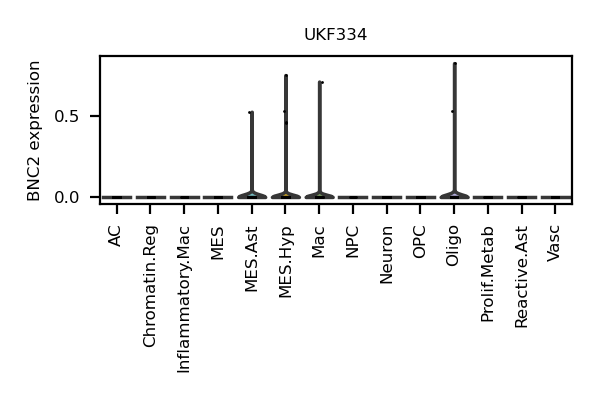 UKF334
BNC2 expression
0.5
0.0
AC
Chromatin.Reg
Inflammatory.Mac
MES
MES.Ast
MES.Hyp
Mac
NPC
Neuron
OPC
Oligo
Prolif.Metab
Reactive.Ast
Vasc